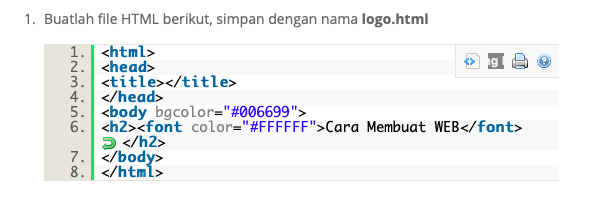 1. Buatlah file HTML berikut, simpan dengan nama logo.html
1. <html>
2. <head>
3. <title></title>
4. </head>
5. <body bgcolor="#006699">
6. <h2><font color="#FFFFFF">Cara Membuat WEB</font>
</h2>
7. </body>
8. </html>